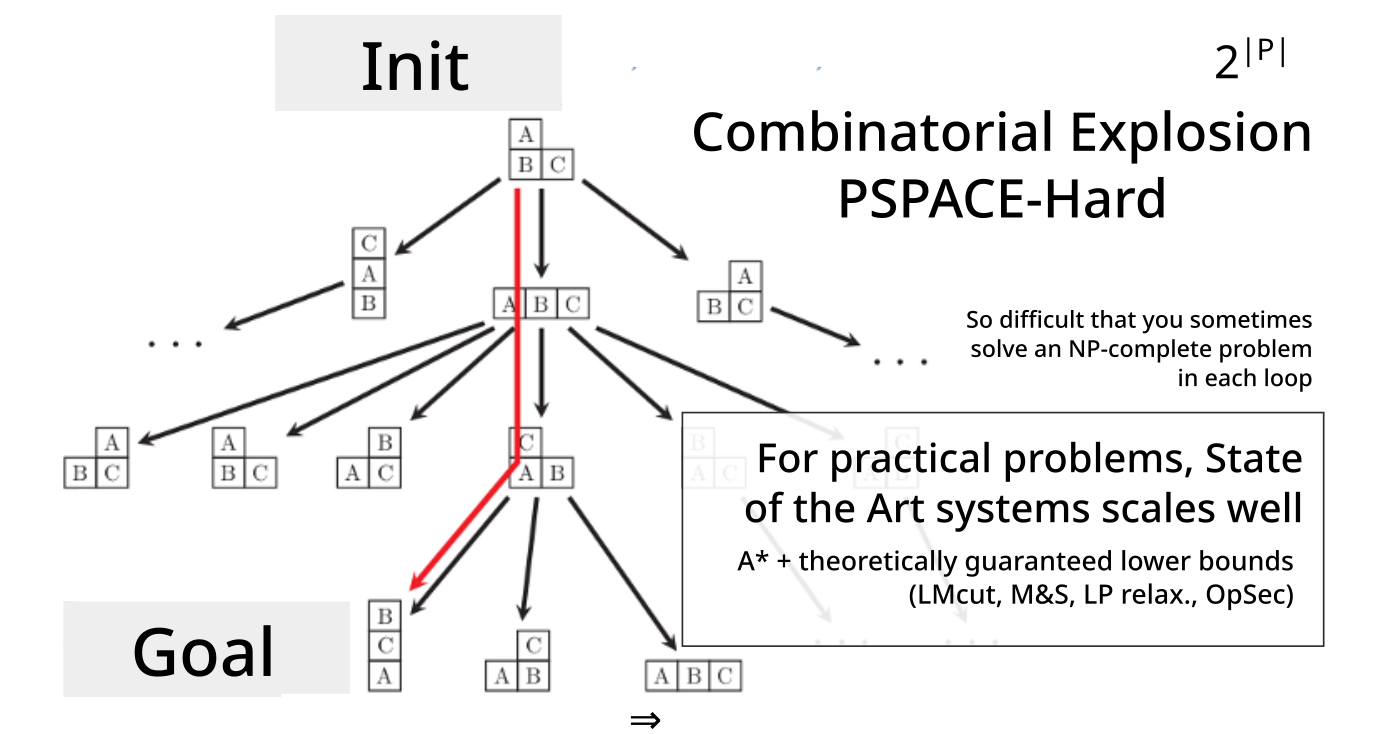 Init
2|P|
Combinatorial Explosion
PSPACE-Hard
A
B C
C
A
B
A B C
A
B C
. . .
. . .
So difficult that you sometimes
solve an NP-complete problem
in each loop
A
B C
A
B C
B
A C
C
A B
B
A C
C
A B
For practical problems, State
of the Art systems scales well
A* + theoretically guaranteed lower bounds
(LMcut, M&S, LP relax., OpSec)
. . .
. . .
Goal
B
C
A
C
A B
A B C
⇒